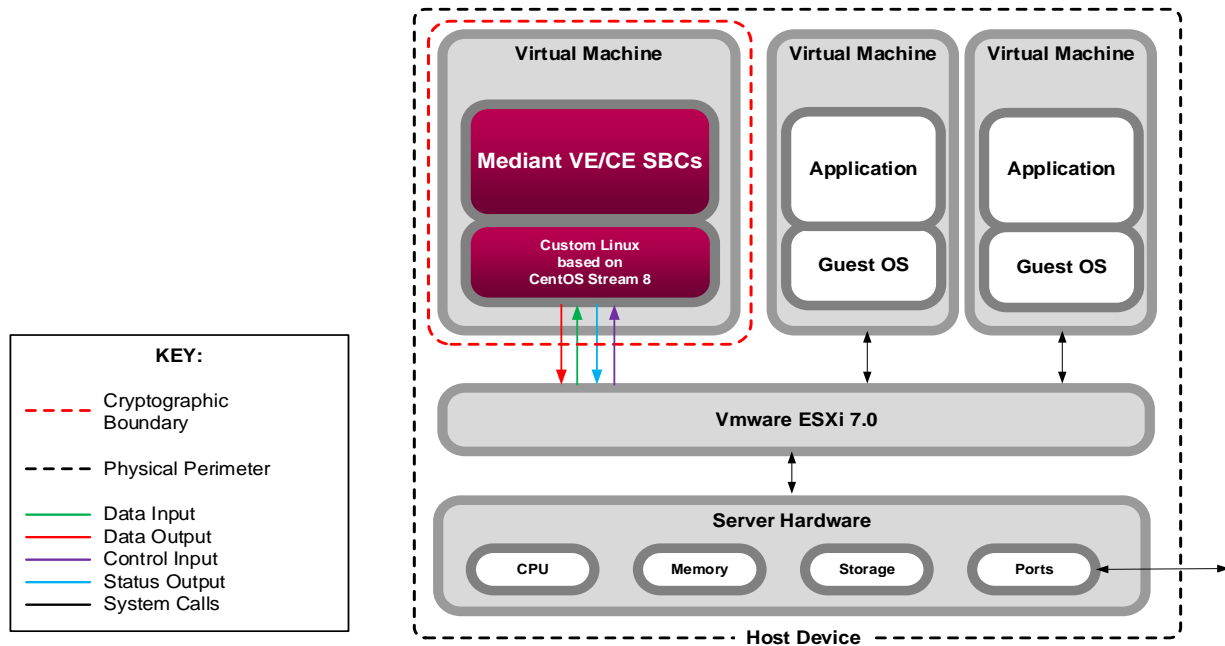 Virtual Machine
Virtual Machine
Virtual Machine
Mediant VE/CE SBCs
Application
Application
Custom Linux
based on
CentOS Stream 8
Guest OS
Guest OS
KEY:
Cryptographic
Boundary
Physical Perimeter
Data Input
Data Output
Control Input
Status Output
System Calls
Vmware ESXi 7.0
Server Hardware
CPU
Memory
Storage
Ports
Host Device